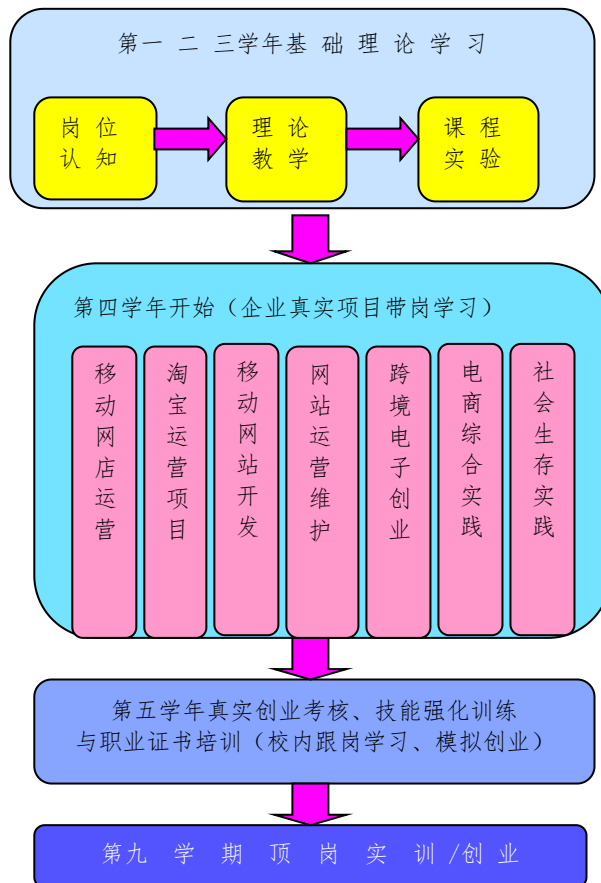 第一 二 三学年基 础 理 论 学 习
岗 位
认 知
理 论
教 学
课 程
实 验
第四学年开始（企业真实项目带岗学习）
移动网店运营
淘宝运营项目
移动网站开发
网站运营维护
跨境电子创业
电商综合实践
社会生存实践
第五学年真实创业考核、技能强化训练
与职业证书培训（校内跟岗学习、模拟创业）
第九 学 期 顶 岗 实 训 /创 业